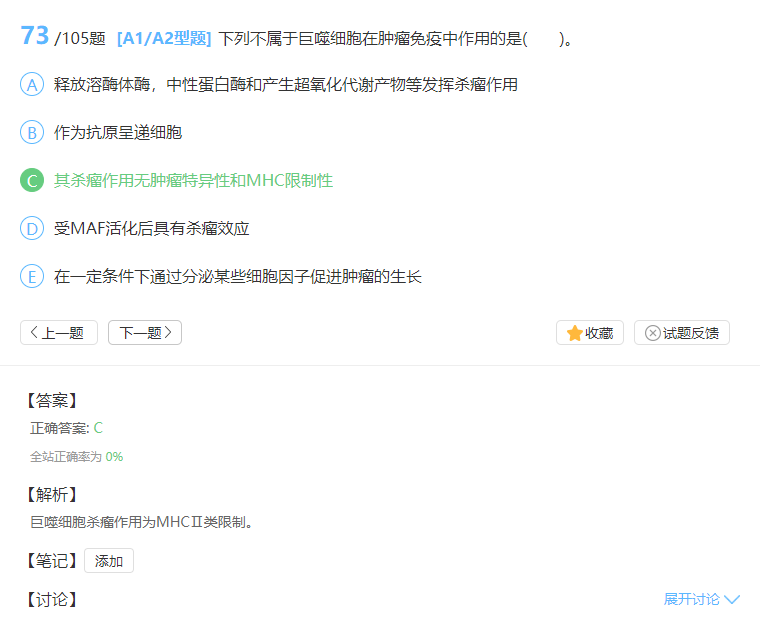 73 /105题 [A1/A2型题] 下列不属于巨噬细胞在肿瘤免疫中作用的是(　　)。
A 释放溶酶体酶，中性蛋白酶和产生超氧化代谢产物等发挥杀瘤作用
B 作为抗原呈递细胞
C 其杀瘤作用无肿瘤特异性和MHC限制性
D 受MAF活化后具有杀瘤效应
E 在一定条件下通过分泌某些细胞因子促进肿瘤的生长
上一题 下一题 收藏 试题反馈
【答案】
正确答案: C
全站正确率为 0%
【解析】
巨噬细胞杀瘤作用为MHCⅡ类限制。
【笔记】 添加
【讨论】 展开讨论